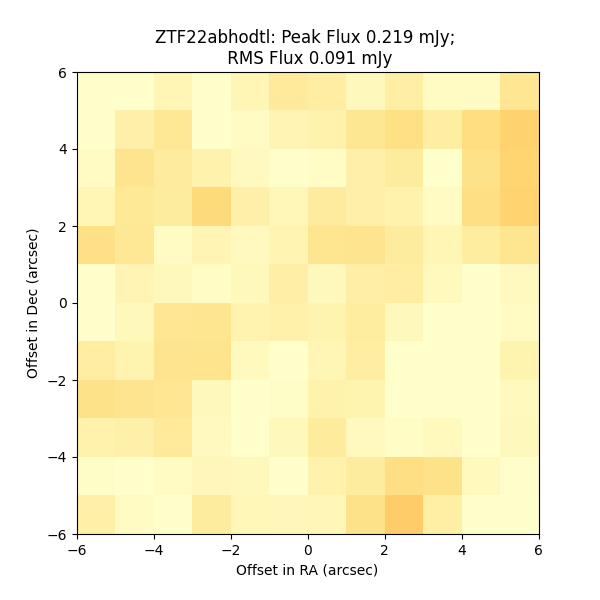 ZTF22abhodtl: Peak Flux 0.219 mJy;
RMS Flux 0.091 mJy
6
4
2
0
−2
−4
−6
Offset in Dec (arcsec)
−6 −4 −2 0 2 4 6
Offset in RA (arcsec)